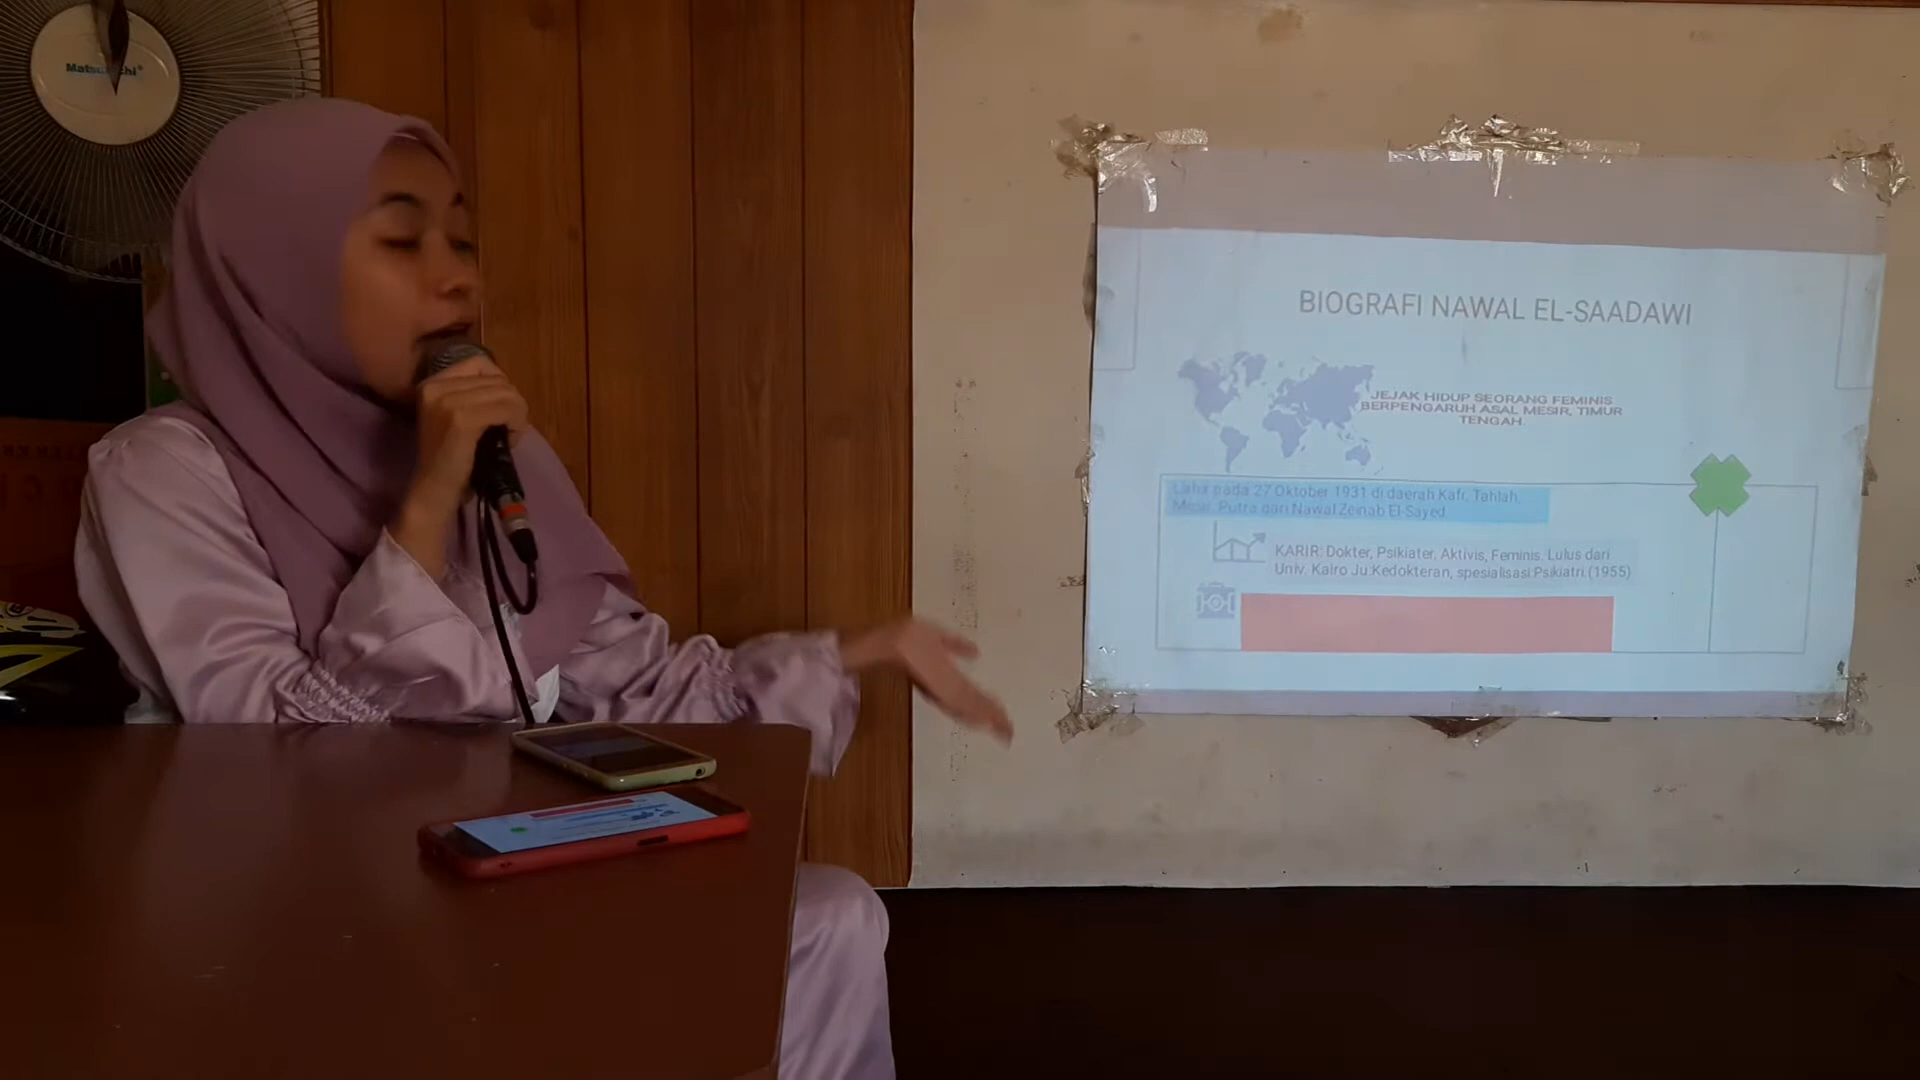 Matsunichi
BIOGRAFI NAWAL EL-SAADAWI
JEJAK HIDUP SEORANG FEMINIS
BERPENGARUH ASAL MESIR, TIMUR
TENGAH.
Lahir pada 27 Oktober 1931 di daerah Kafr, Tahlah,
Mesir. Putra dari Nawal Zeinab El-Sayed.
KARIR: Dokter, Psikiater, Aktivis, Feminis. Lulus dari
Univ. Kairo Ju:Kedokteran, spesialisasi:Psikiatri.(1955)